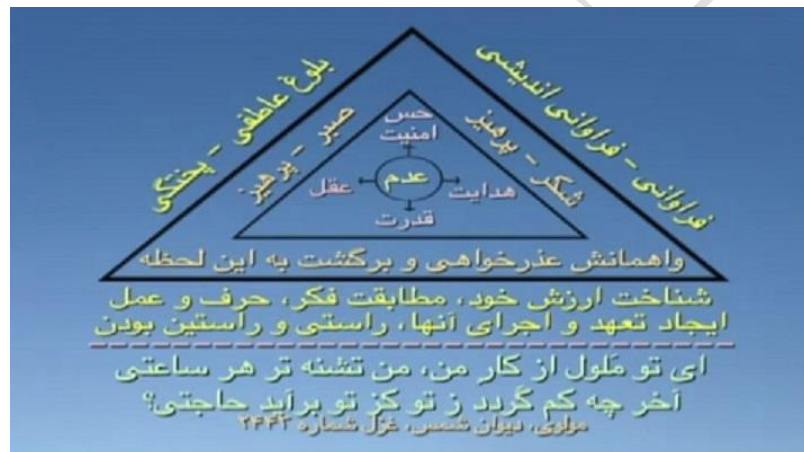 بلوغ عاطفی - پختگی
فراوانی - فراوانی اندیشی
صبر - پرهیز
شکر - پرهیز
حس
امنیت
عقل
عدم
هدایت
قدرت
واهمانش عذرخواهی و برگشت به این لحظه
شناخت ارزش خود، مطابقت فکر، حرف و عمل
ایجاد تعهد و اجرای آنها، راستی و راستین بودن
ای تو مَلول از کارِ من، من تشنه تر هر ساعتی
آخر چه کم گردد ز تو کز تو برآید حاجتی؟
مولوی، دیوان شمس، غزل شماره ۲۴۴۲